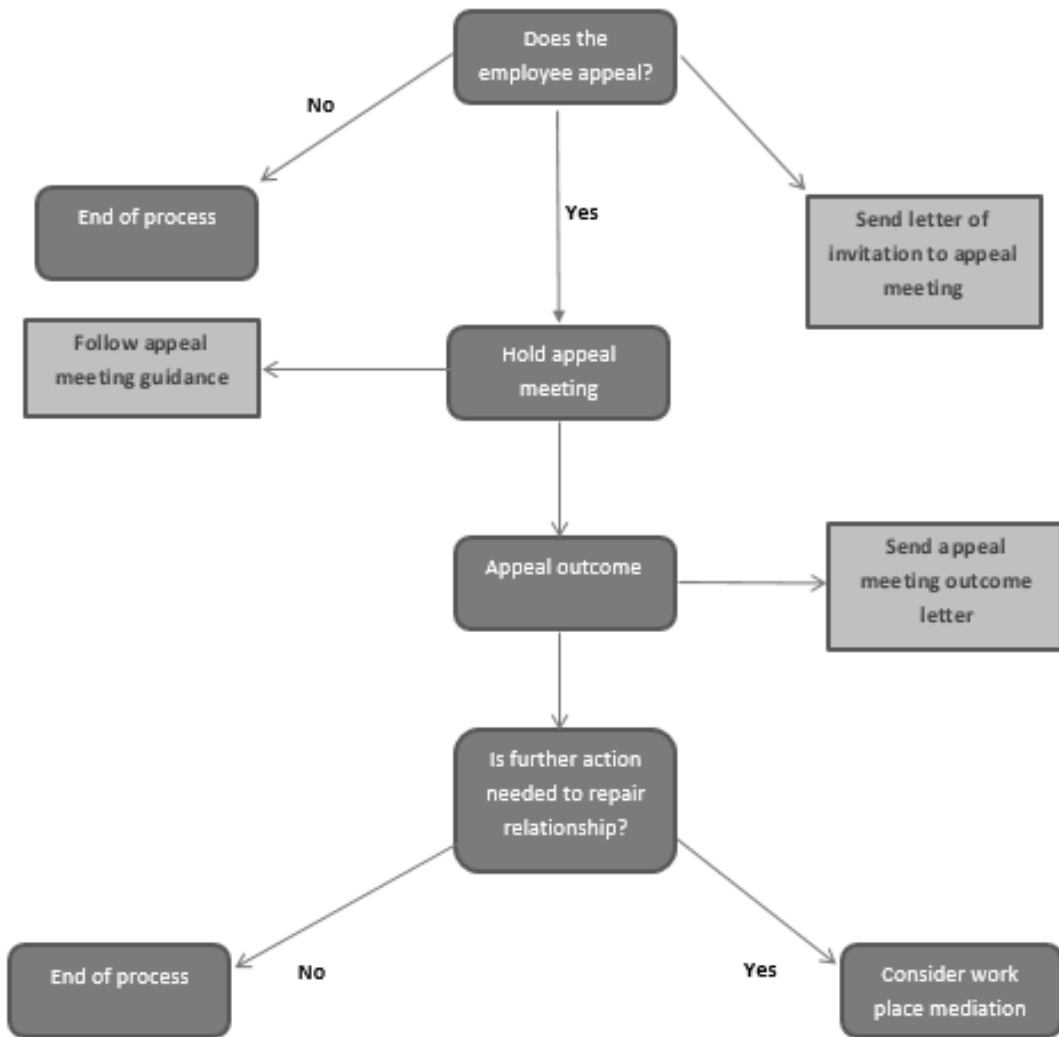 Does the
employee appeal?
No
End of process
Yes
Send letter of
invitation to appeal
meeting
Follow appeal
meeting guidance
Hold appeal
meeting
Appeal outcome
Send appeal
meeting outcome
letter
Is further action
needed to repair
relationship?
End of process
No
Yes
Consider work
place mediation